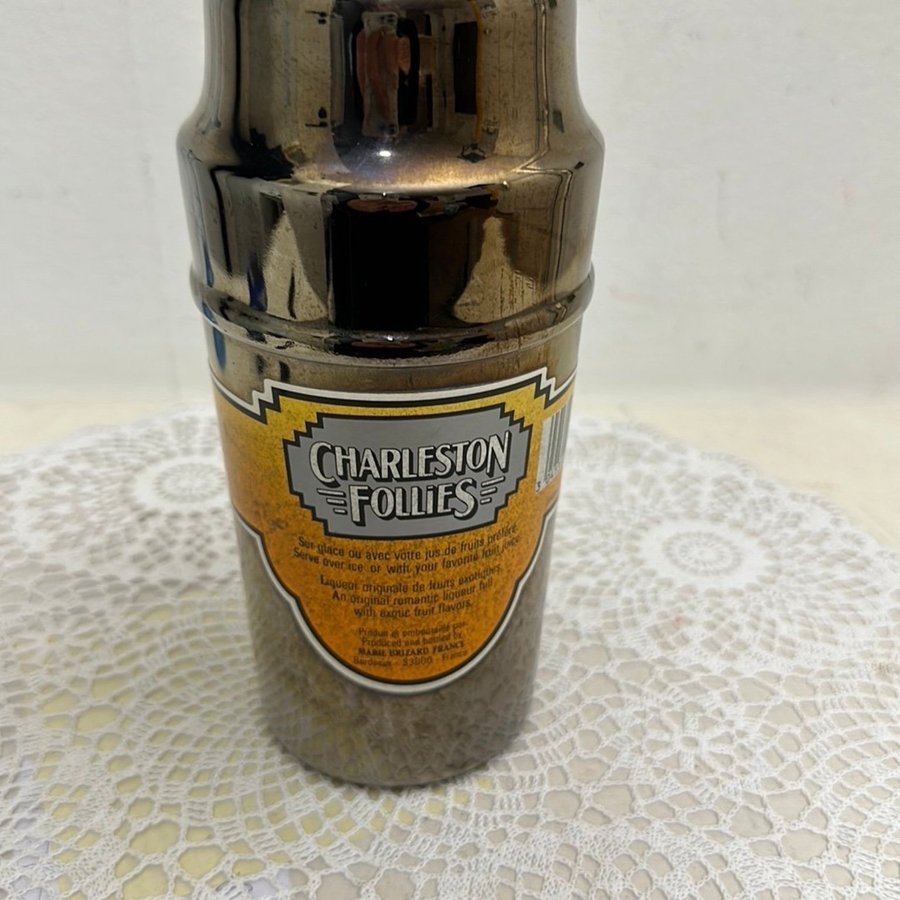 CHARLESTON
FOLLiES
Sur glace ou avec votre jus de fruits préféré.
Serve over ice or with your favorite fruit juice.
Liqueur originale de fruits exotiques.
An original romantic liqueur full
with exotic fruit flavors.
Produit et embouteillé par
Produced and bottled by
MARIE BRIZARD FRANCE
Bordeaux - 33000 - France